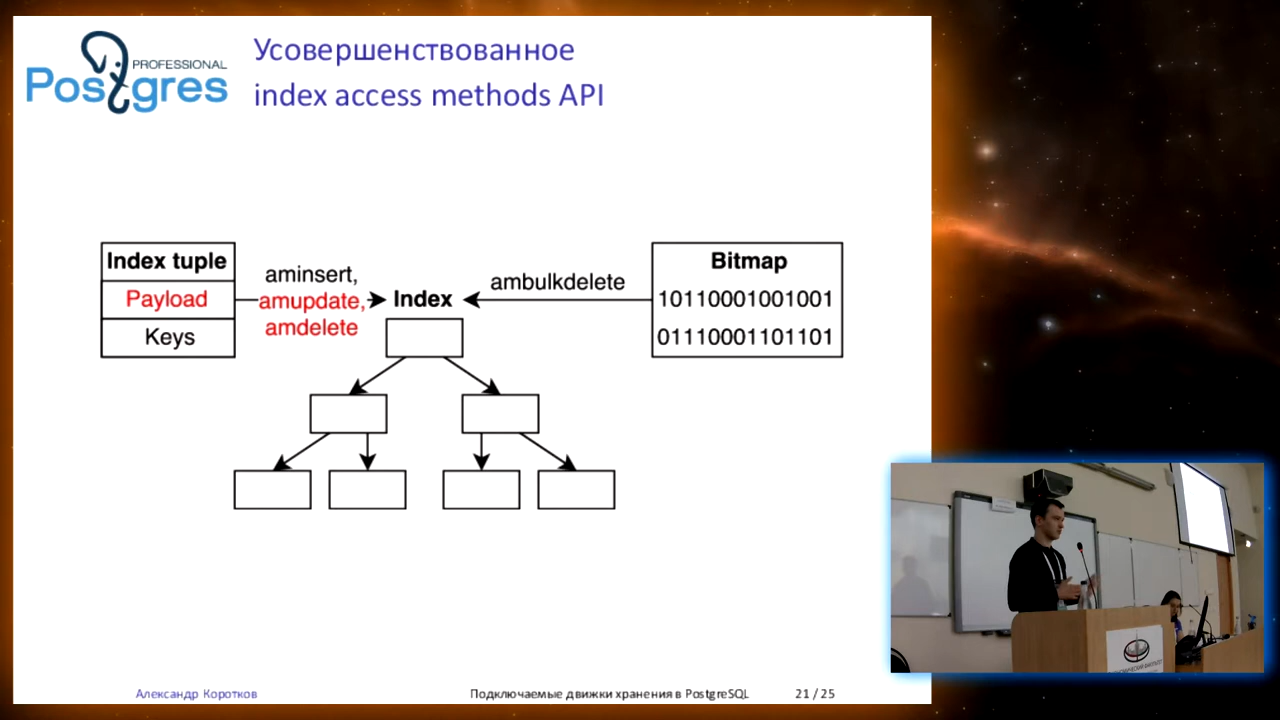 PROFESSIONAL
Postgres
Усовершенствованное
index access methods API
Index tuple
Payload
Keys
aminsert,
amupdate,
amdelete
Index
ambulkdelete
Bitmap
10110001001001
01110001101101
Александр Коротков
Подключаемые движки хранения в PostgreSQL
21 / 25